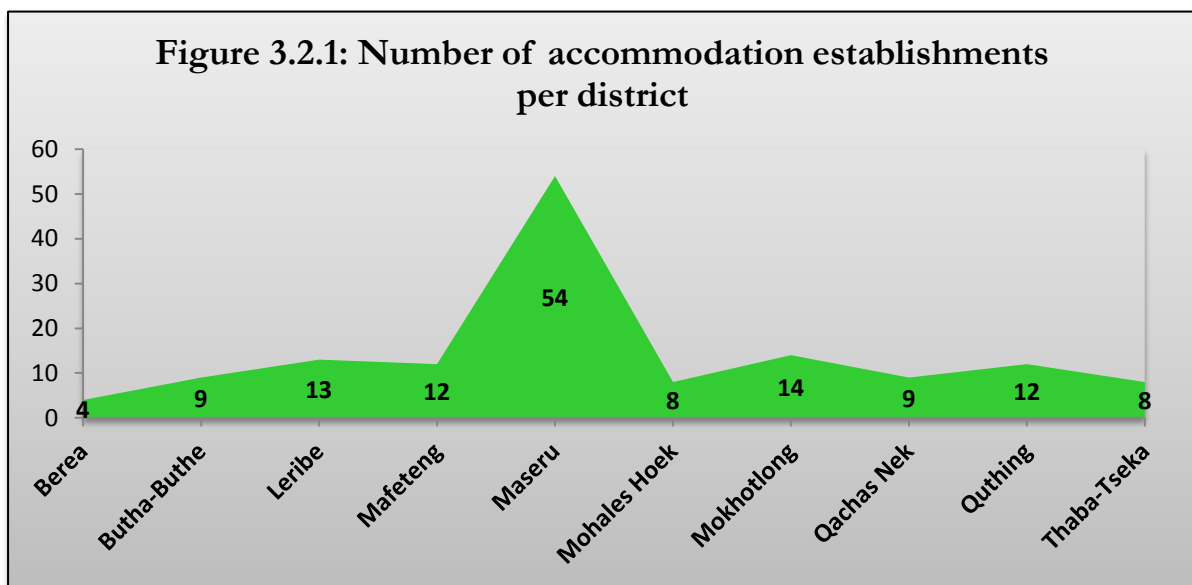 Figure 3.2.1: Number of accommodation establishments
per district
60
50
40
30
20
10
0
4
9
13
12
54
8
14
9
12
8
Berea
Butha-Buthe
Leribe
Mafeteng
Maseru
Mohales Hoek
Mokhotlong
Qachas Nek
Quthing
Thaba-Tseka